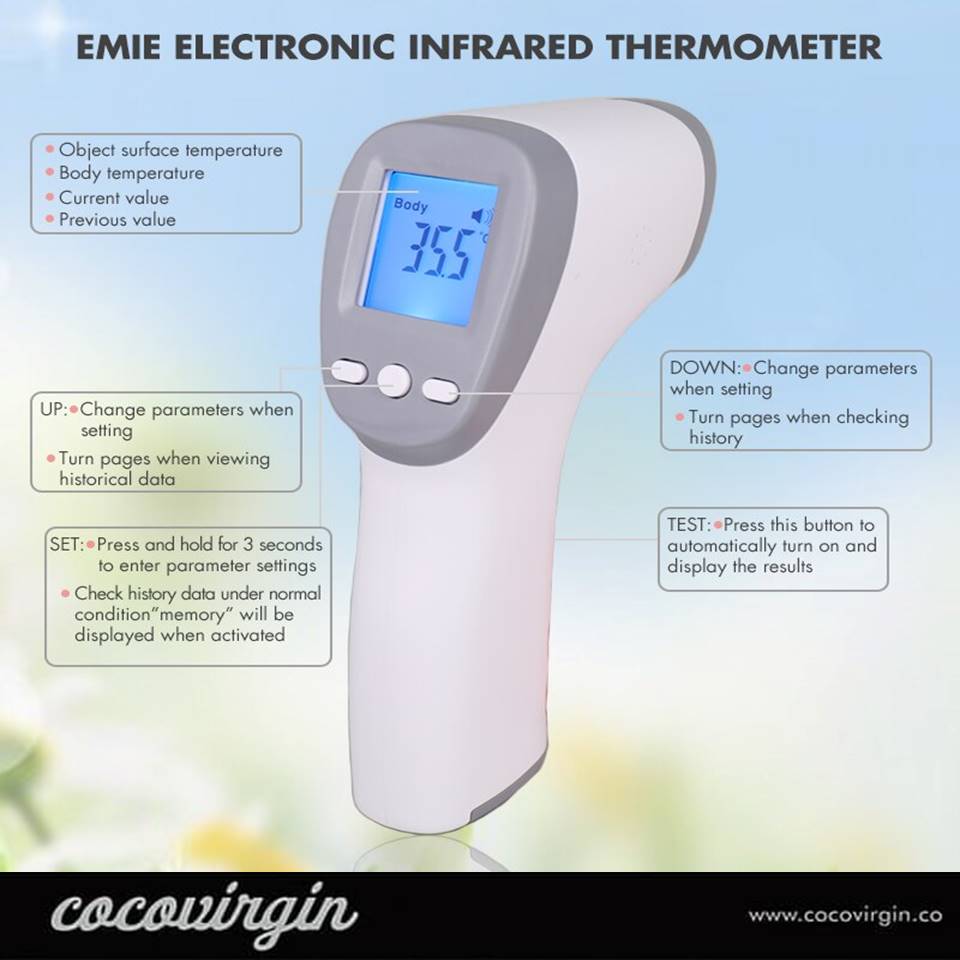 EMIE ELECTRONIC INFRARED THERMOMETER
• Object surface temperature
• Body temperature
• Current value
• Previous value
Body
°C
35.5
UP:•Change parameters when
setting
•Turn pages when viewing
historical data
DOWN:•Change parameters
when setting
•Turn pages when checking
history
SET:•Press and hold for 3 seconds
to enter parameter settings
• Check history data under normal
condition”memory” will be
displayed when activated
TEST:•Press this button to
automatically turn on and
display the results
cocovirgin
www.cocovirgin.co